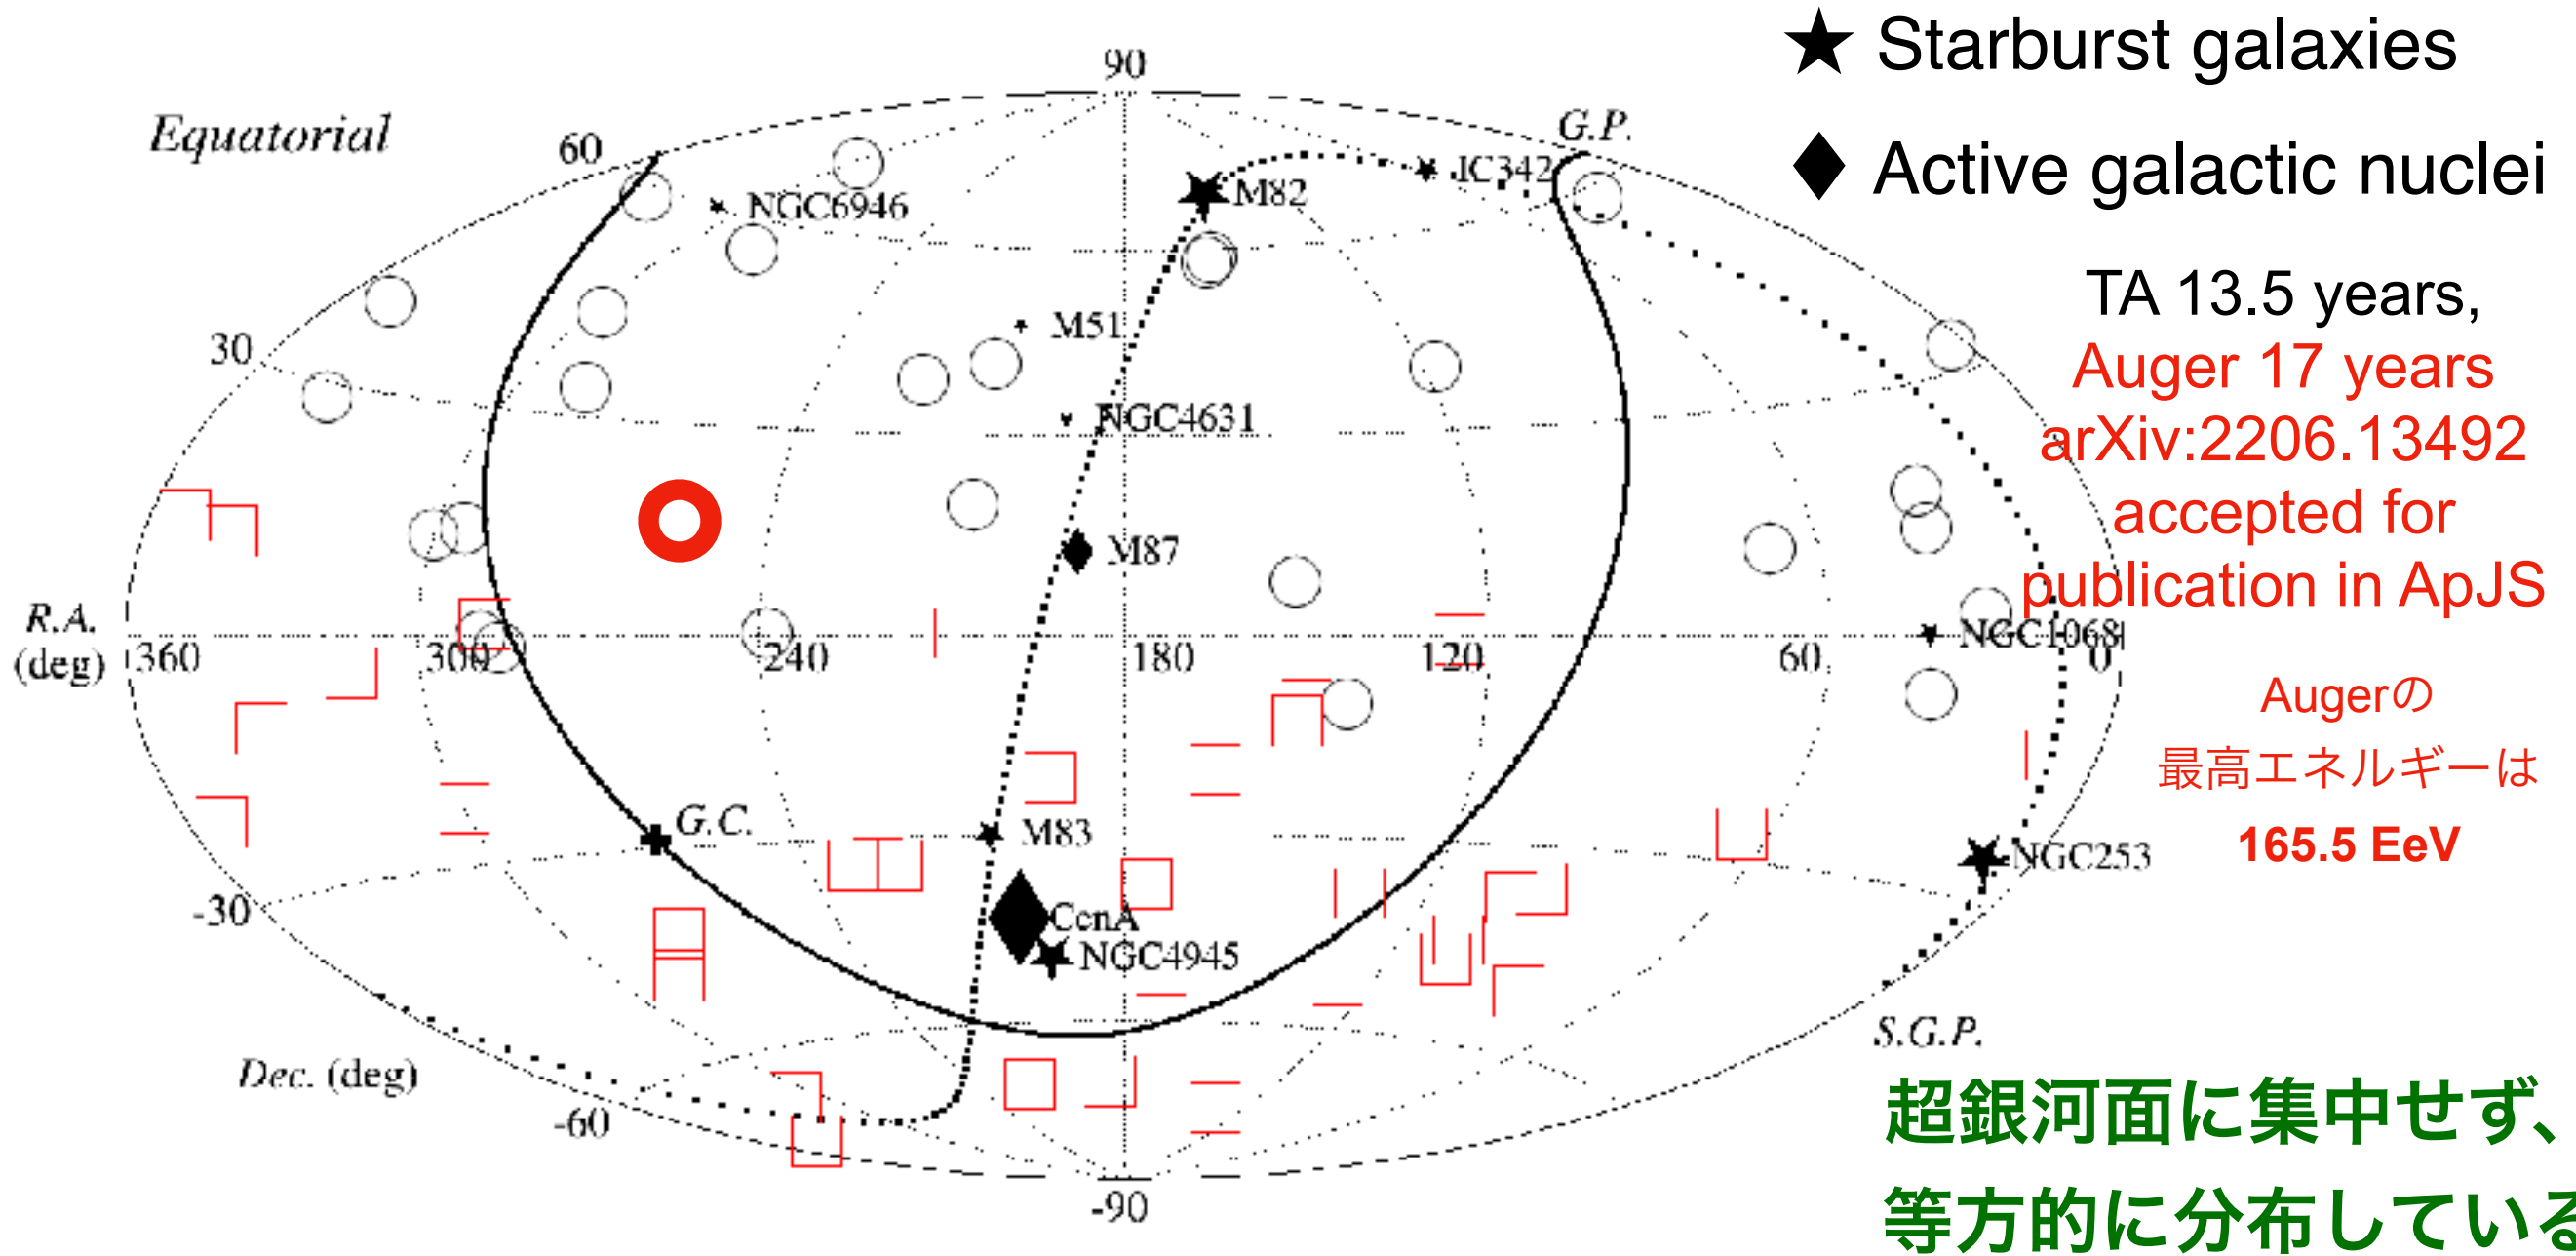 ★ Starburst galaxies
♦ Active galactic nuclei
TA 13.5 years,
Auger 17 years
arXiv:2206.13492
accepted for
publication in ApJS
Augerの
最高エネルギーは
165.5 EeV
超銀河面に集中せず、
等方的に分布している
Equatorial
90
60
G.P.
IC342
M82
NGC6946
30
M51
NGC4631
M87
R.A.
(deg)
360
300
240
180
120
60
0
NGC1068
G.C.
M83
NGC253
-30
CenA
NGC4945
S.G.P.
Dec. (deg)
-60
-90